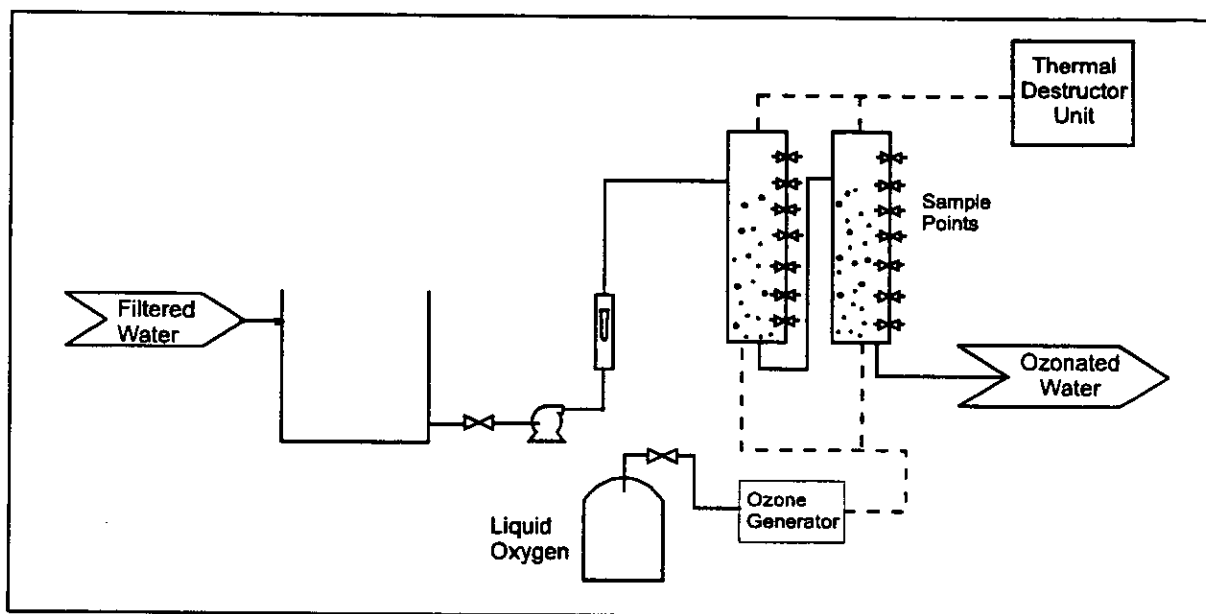 Thermal
Destructor
Unit
Sample
Points
Filtered
Water
Ozonated
Water
Liquid
Oxygen
Ozone
Generator